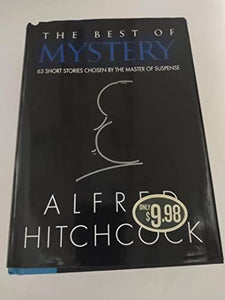 THE BEST OF
MYSTERY
63 SHORT STORIES CHOSEN BY THE MASTER OF SUSPENSE
ALFRED
ONLY
$9.98
HITCHCOCK